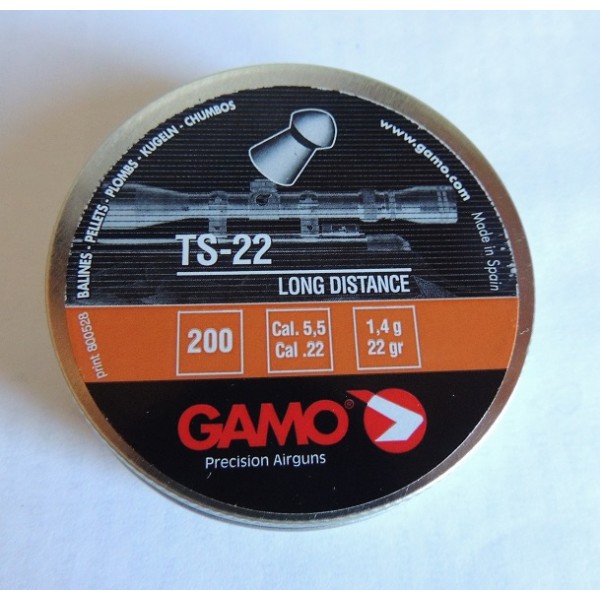 BALINES - PELLETS - PLOMBS - KUGELN - CHUMBOS
www.gamo.com
Made in Spain
print 800528
TS-22
LONG DISTANCE
200
Cal. 5,5
Cal .22
1,4 g
22 gr
GAMO®
Precision Airguns